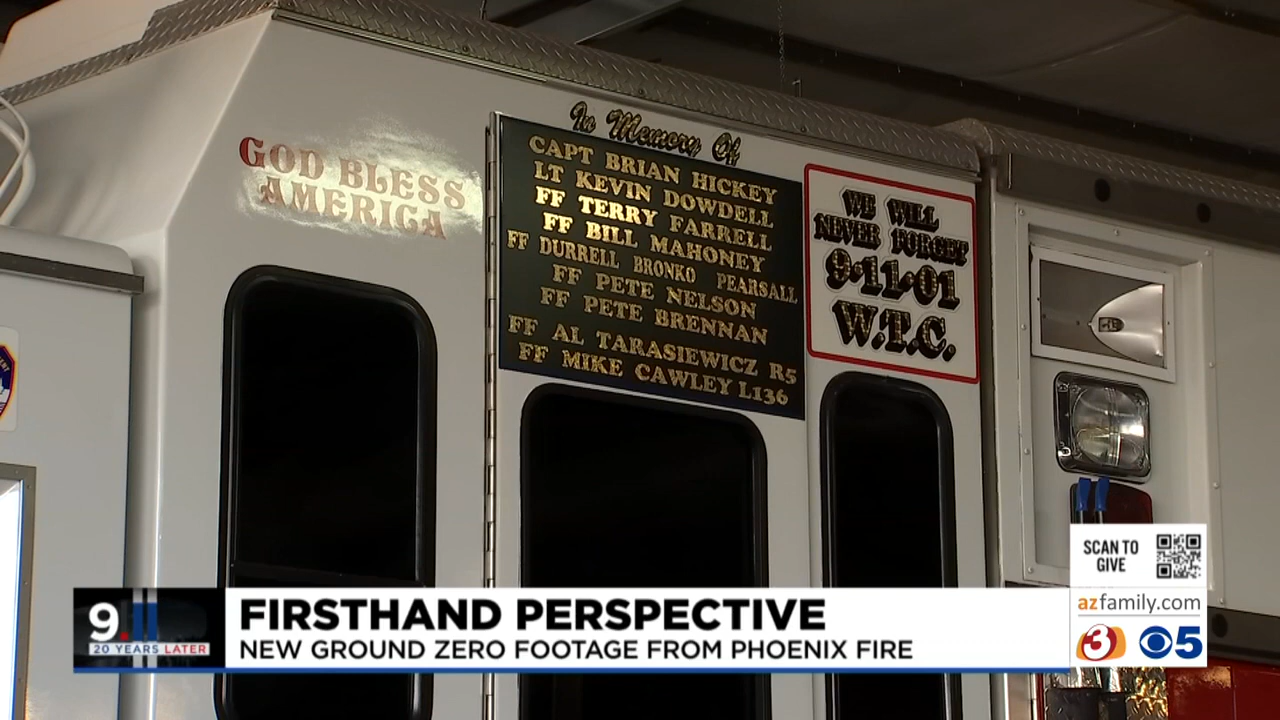 GOD BLESS
AMERICA
In Memory Of
CAPT BRIAN HICKEY
LT KEVIN DOWDELL
FF TERRY FARRELL
FF BILL MAHONEY
FF DURRELL BRONKO PEARSALL
FF PETE NELSON
FF PETE BRENNAN
FF AL TARASIEWICZ R5
FF MIKE CAWLEY L136
WE WILL
NEVER FORGET
9·11·01
W.T.C.
SCAN TO
GIVE
azfamily.com
3 5
9.11
20 YEARS LATER
FIRSTHAND PERSPECTIVE
NEW GROUND ZERO FOOTAGE FROM PHOENIX FIRE